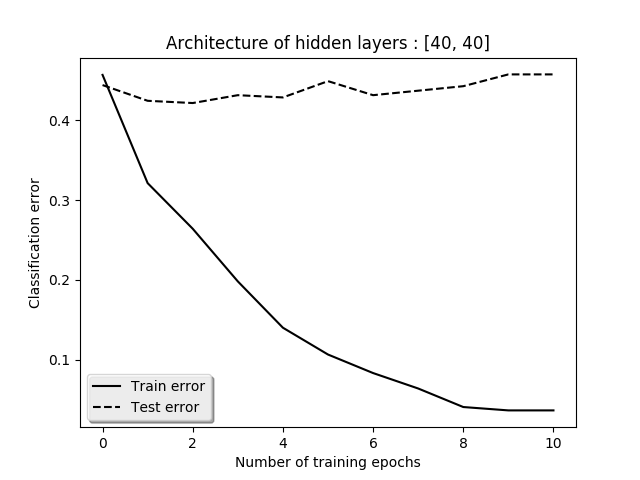 Architecture of hidden layers : [40, 40]
Classification error
0.4
0.3
0.2
0.1
Train error
Test error
0 2 4 6 8 10
Number of training epochs